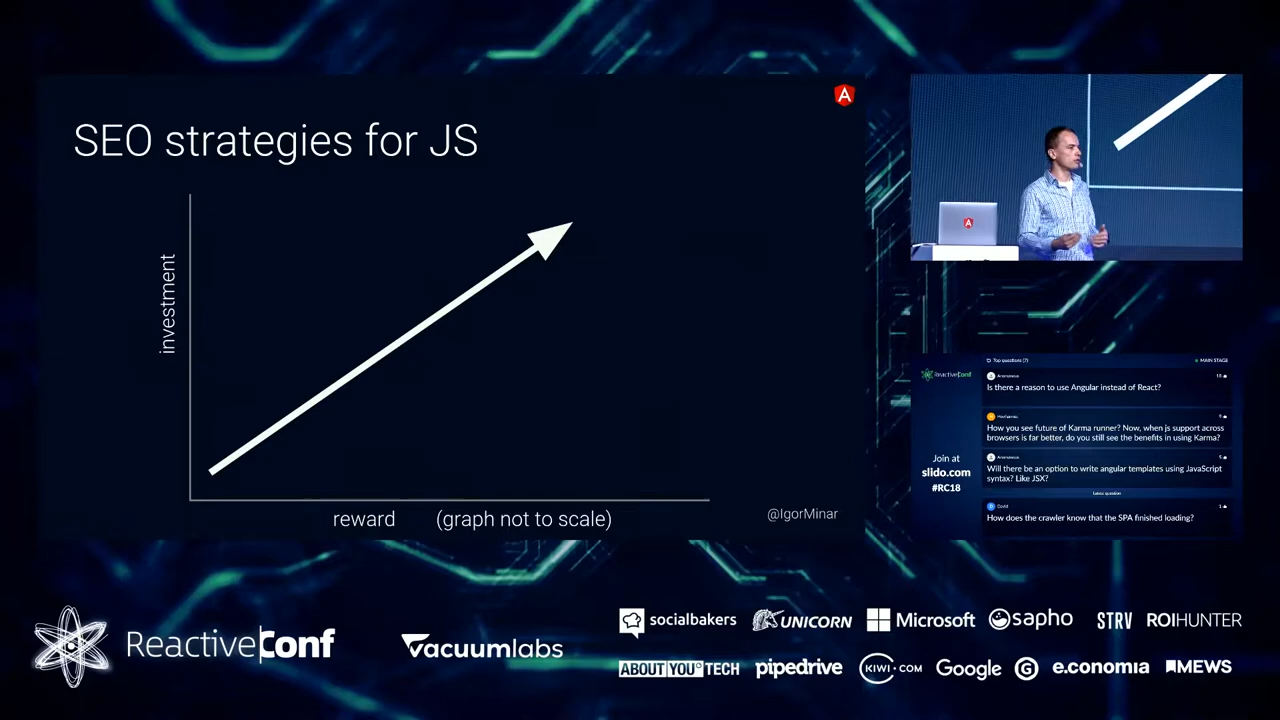 SEO strategies for JS
investment
reward (graph not to scale)
@IgorMinar
ReactiveConf
Join at
slido.com
#RC18
Top questions (7)
MAIN STAGE
Anonymous
Is there a reason to use Angular instead of React?
How you see future of Karma runner? Now, when js support across
browsers is far better, do you still see the benefits in using Karma?
Anonymous
5
Will there be an option to write angular templates using JavaScript
syntax? Like JSX?
Latest question
David
1
How does the crawler know that the SPA finished loading?
ReactiveConf
Vacuumlabs
socialbakers UNICORN Microsoft sapho STRV ROIHUNTER
ABOUT YOU TECH pipedrive KIWI.COM Google G e.conomia MEWS